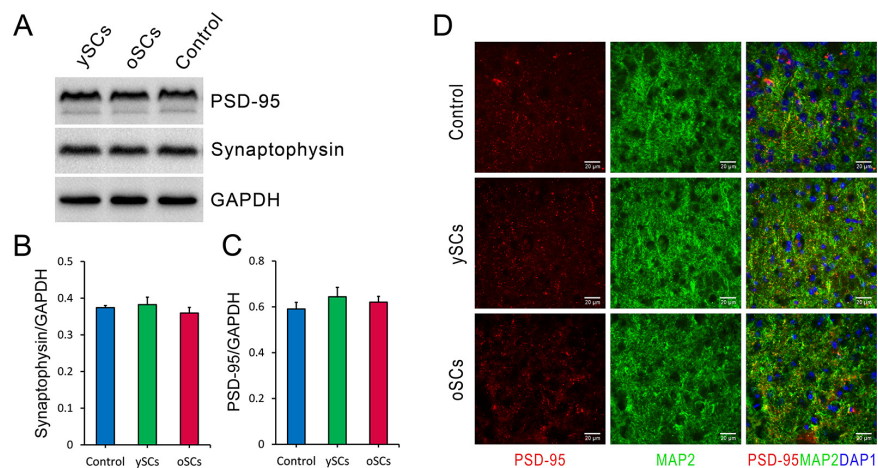 A
ySCs
oSCs
Control
PSD-95
Synaptophysin
GAPDH
B
Synaptophysin/GAPDH
0.5
0.4
0.3
0.2
0.1
0
Control
ySCs
oSCs
C
PSD-95/GAPDH
0.8
0.6
0.4
0.2
0
Control
ySCs
oSCs
D
Control
20 μm
20 μm
20 μm
ySCs
20 μm
20 μm
20 μm
oSCs
20 μm
20 μm
20 μm
PSD-95
MAP2
PSD-95MAP2DAP1